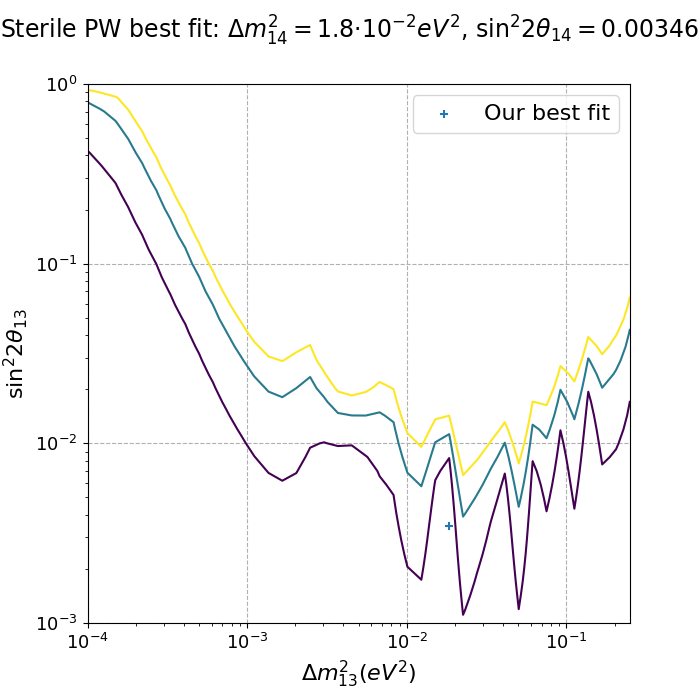 Sterile PW best fit: Δm²₁₄ = 1.8·10⁻²eV², sin²2θ₁₄ = 0.00346
Our best fit
10⁰
10⁻¹
10⁻²
10⁻³
sin²2θ₁₃
10⁻⁴ 10⁻³ 10⁻² 10⁻¹
Δm²₁₃(eV²)